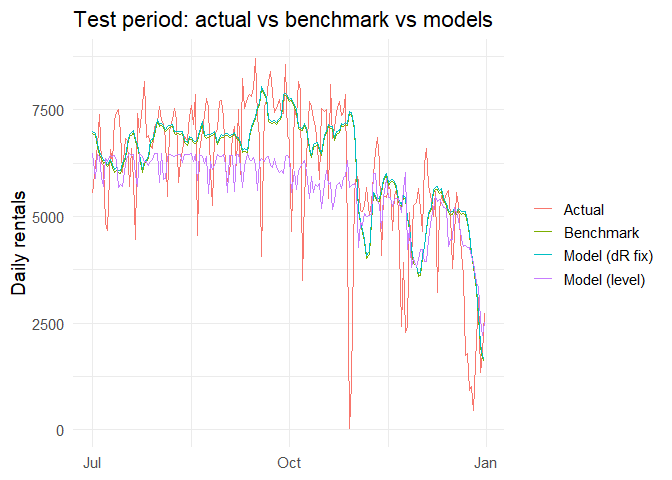 Test period: actual vs benchmark vs models
Daily rentals
7500
5000
2500
0
Jul
Oct
Jan
Actual
Benchmark
Model (dR fix)
Model (level)